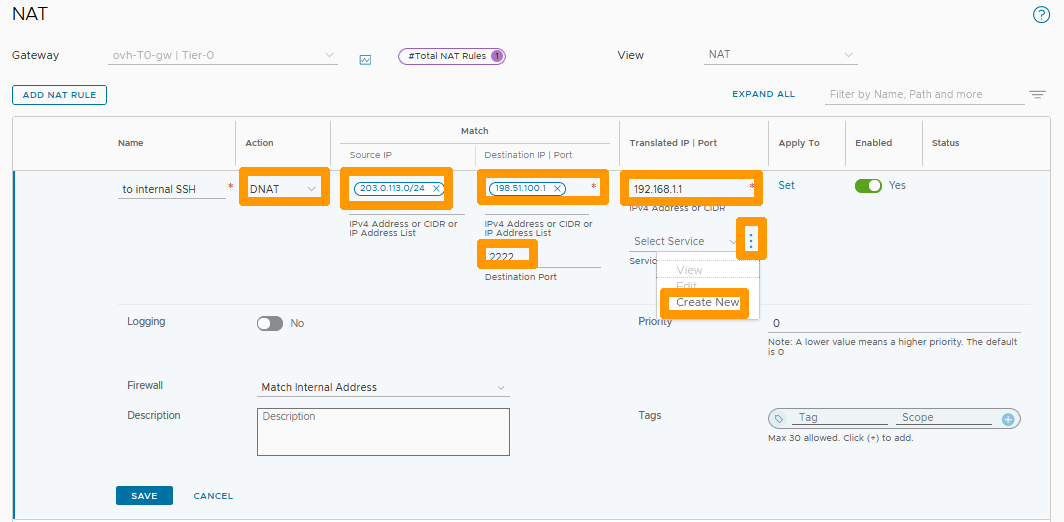 NAT
?
Gateway
ovh-T0-gw | Tier-0
#Total NAT Rules 1
View
NAT
ADD NAT RULE
EXPAND ALL
Filter by Name, Path and more
Name
Action
Match
Source IP
Destination IP | Port
Translated IP | Port
Apply To
Enabled
Status
to internal SSH *
DNAT
203.0.113.0/24 ×
198.51.100.1 × *
192.168.1.1 *
Set
Yes
IPv4 Address or CIDR or
IP Address List
IPv4 Address or CIDR or
IP Address List
IPv4 Address or CIDR
2222
Destination Port
Select Service
Servic
View
Edit
Create New
Logging
No
Priority
0
Note: A lower value means a higher priority. The default
is 0
Firewall
Match Internal Address
Description
Description
Tags
Tag
Scope
Max 30 allowed. Click (+) to add.
SAVE
CANCEL